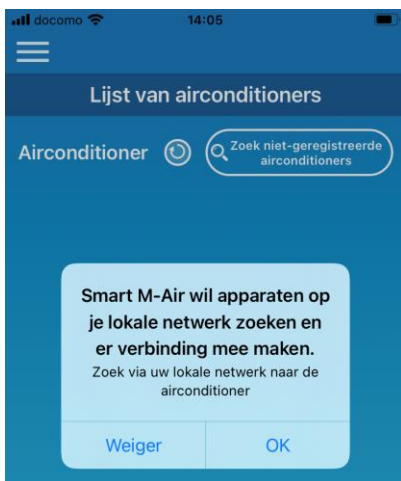 docomo 14:05
Lijst van airconditioners
Airconditioner
Zoek niet-geregistreerde
airconditioners
Smart M-Air wil apparaten op
je lokale netwerk zoeken en
er verbinding mee maken.
Zoek via uw lokale netwerk naar de
airconditioner
Weiger OK